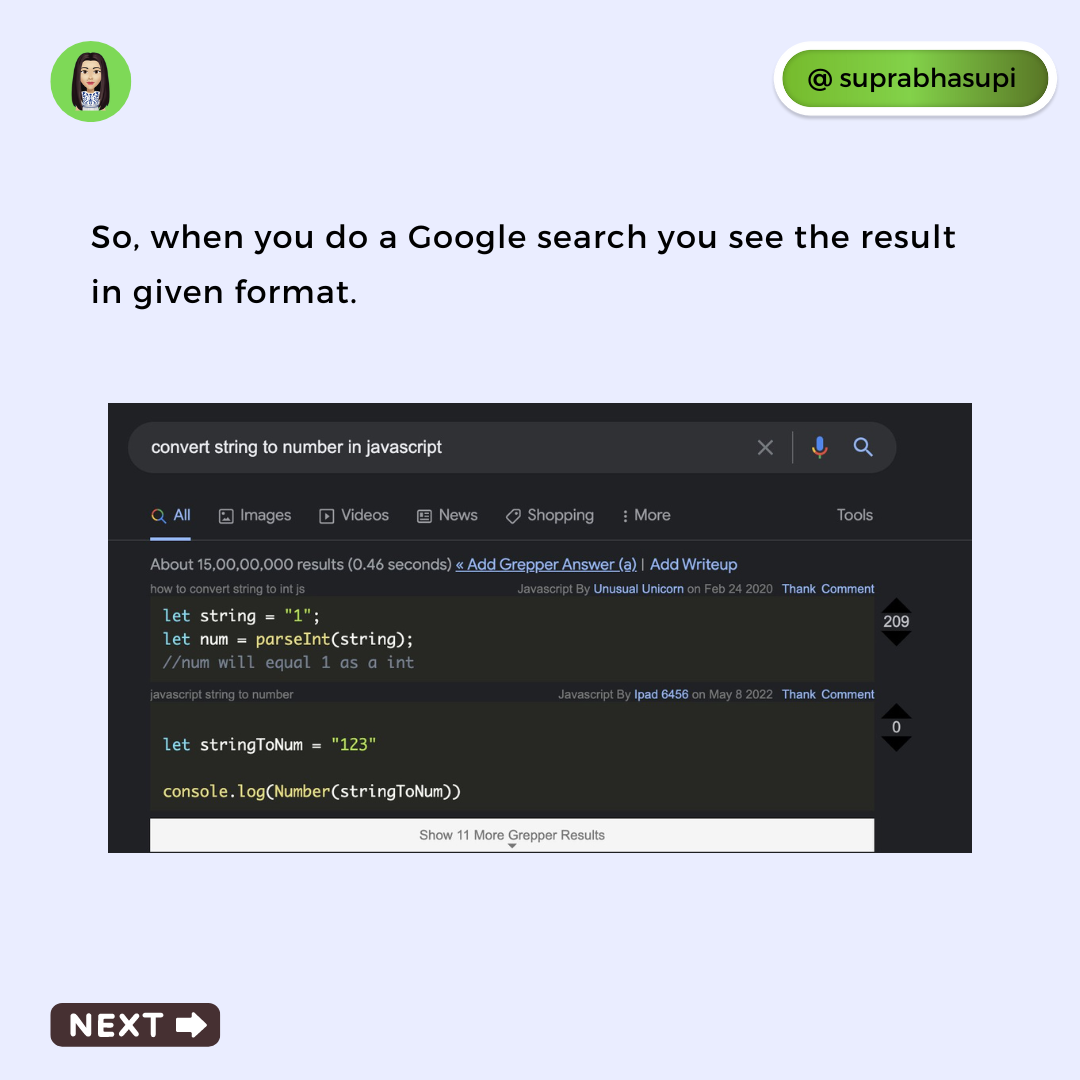 @ suprabhasupi
So, when you do a Google search you see the result
in given format.
convert string to number in javascript
All Images Videos News Shopping More Tools
About 15,00,00,000 results (0.46 seconds) « Add Grepper Answer (a) | Add Writeup
how to convert string to int js Javascript By Unusual Unicorn on Feb 24 2020 Thank Comment
let string = "1";
209
let num = parseInt(string);
//num will equal 1 as a int
javascript string to number Javascript By Ipad 6456 on May 8 2022 Thank Comment
0
let stringToNum = "123"
console.log(Number(stringToNum))
Show 11 More Grepper Results
NEXT